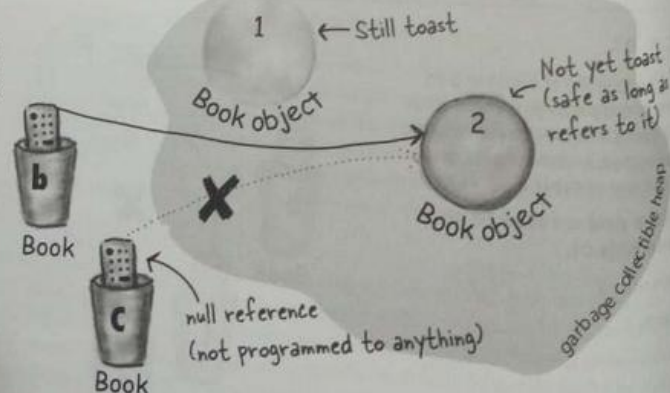 1
Still toast
Book object
Not yet toast
(safe as long as
refers to it)
2
Book object
b
Book
c
Book
null reference
(not programmed to anything)
garbage collectible heap